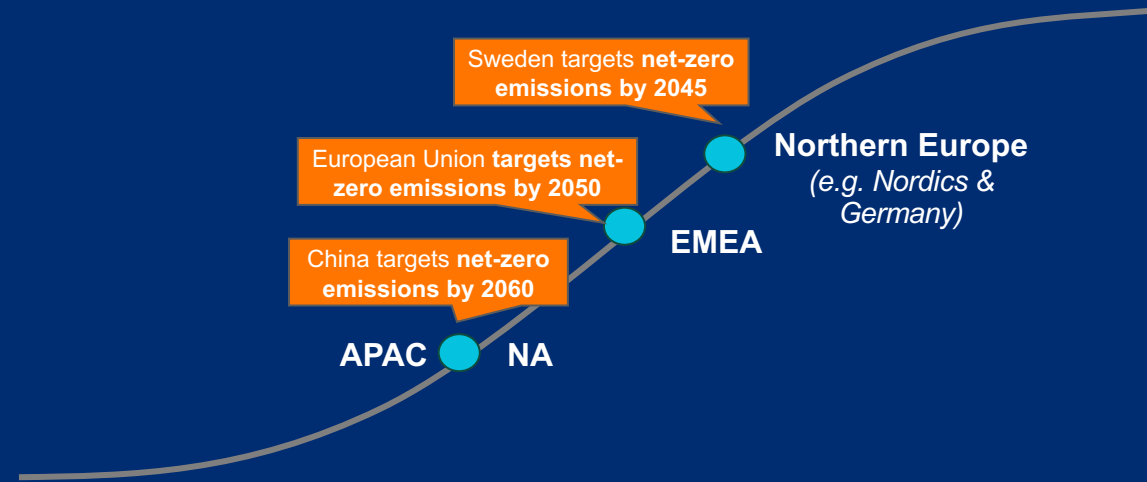 Sweden targets net-zero
emissions by 2045
Northern Europe
(e.g. Nordics &
Germany)
European Union targets net-
zero emissions by 2050
EMEA
China targets net-zero
emissions by 2060
APAC
NA